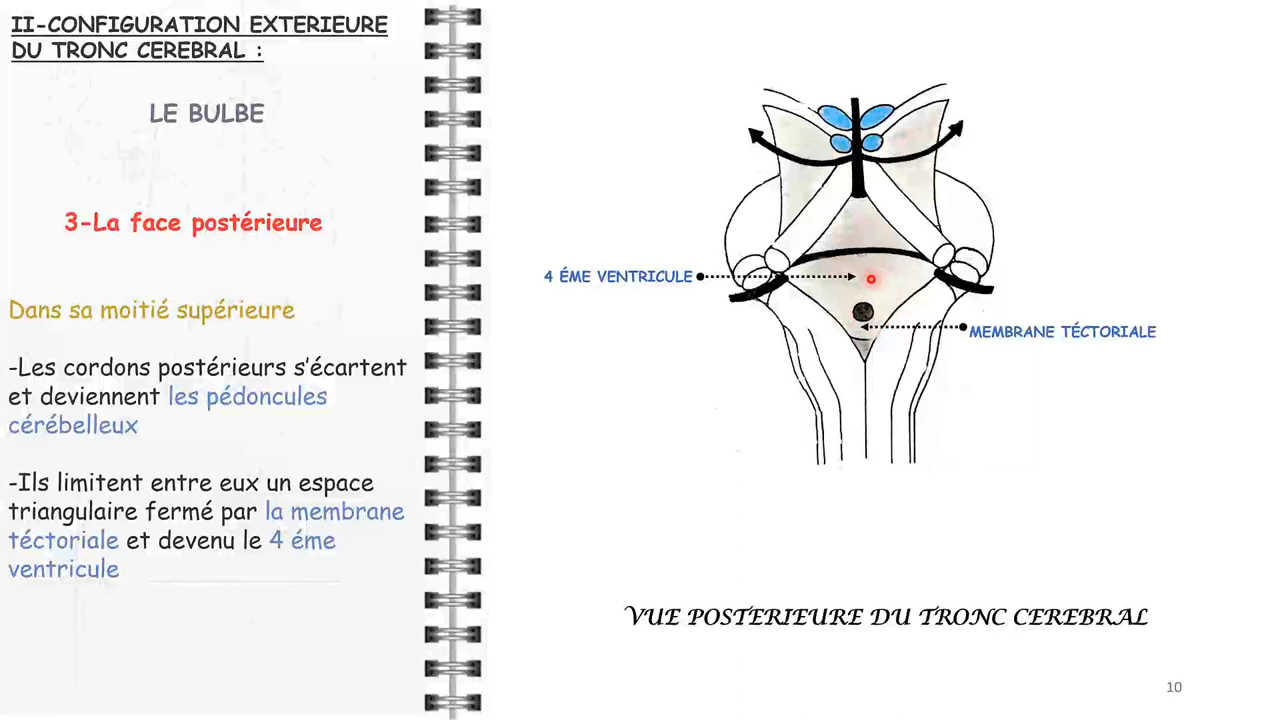 II-CONFIGURATION EXTERIEURE
DU TRONC CEREBRAL :
LE BULBE
3-La face postérieure
Dans sa moitié supérieure
-Les cordons postérieurs s’écartent
et deviennent les pédoncules
cérébelleux
-Ils limitent entre eux un espace
triangulaire fermé par la membrane
téctoriale et devenu le 4 éme
ventricule
4 ÉME VENTRICULE
MEMBRANE TÉCTORIALE
VUE POSTERIEURE DU TRONC CEREBRAL
10